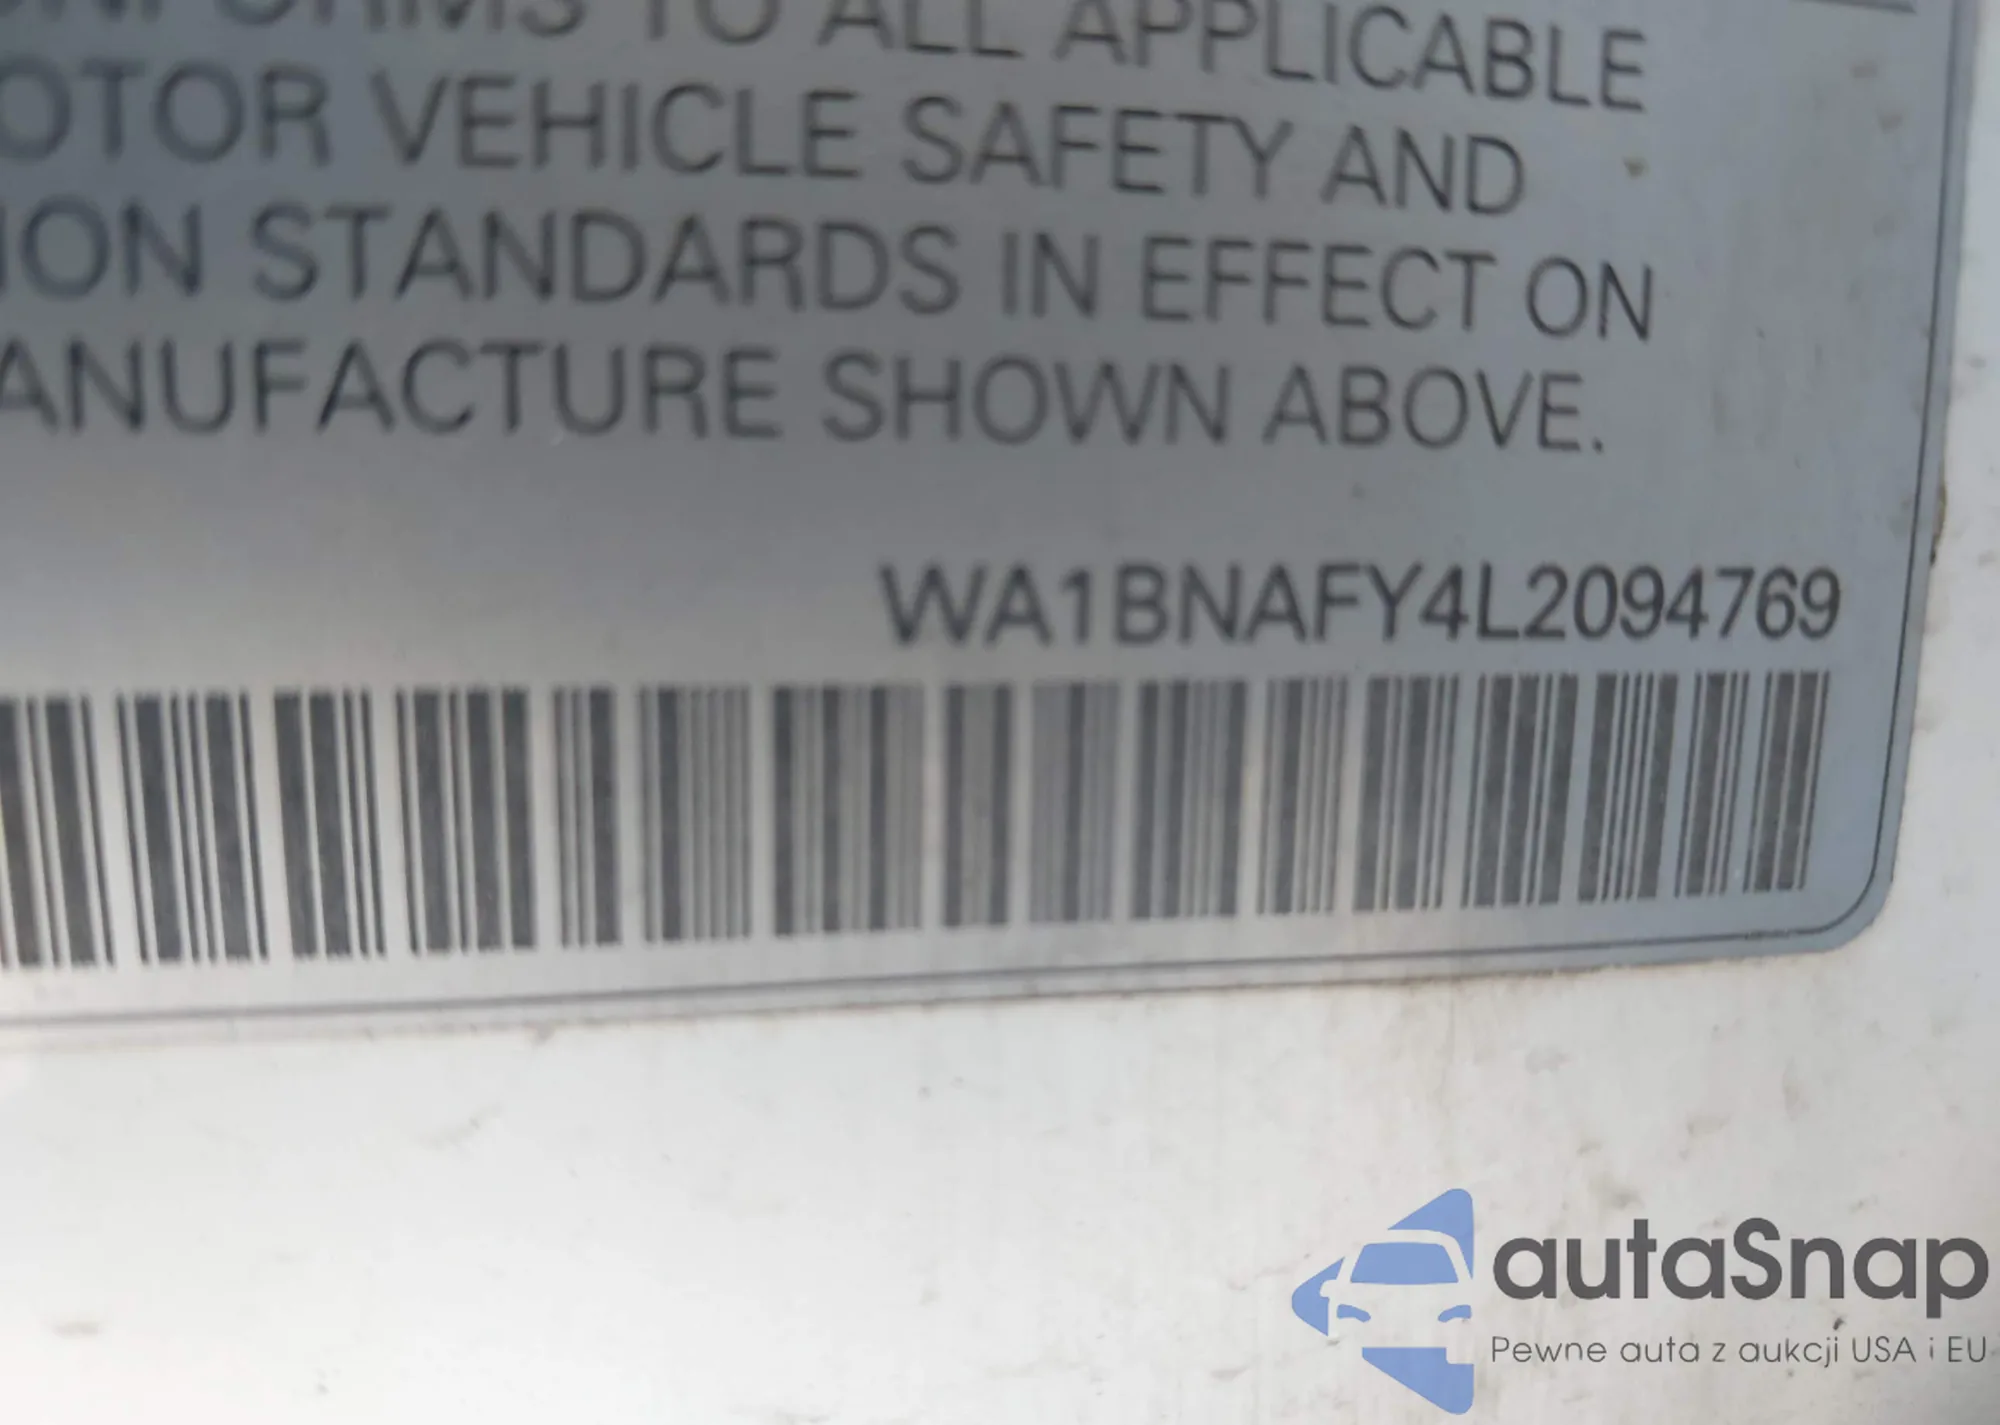 CONFORMS TO ALL APPLICABLE
OTOR VEHICLE SAFETY AND
ION STANDARDS IN EFFECT ON
ANUFACTURE SHOWN ABOVE.
WA1BNAFY4L2094769
autaSnap
Pewne auta z aukcji USA i EU